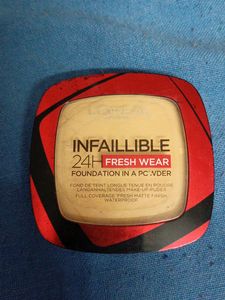 L'ORÉAL
INFAILLIBLE
24H FRESH WEAR
FOUNDATION IN A POWDER
FOND DE TEINT LONGUE TENUE EN POUDRE
LANGANHALTENDES MAKE-UP-PUDER
FULL COVERAGE, FRESH MATTE FINISH,
WATERPROOF